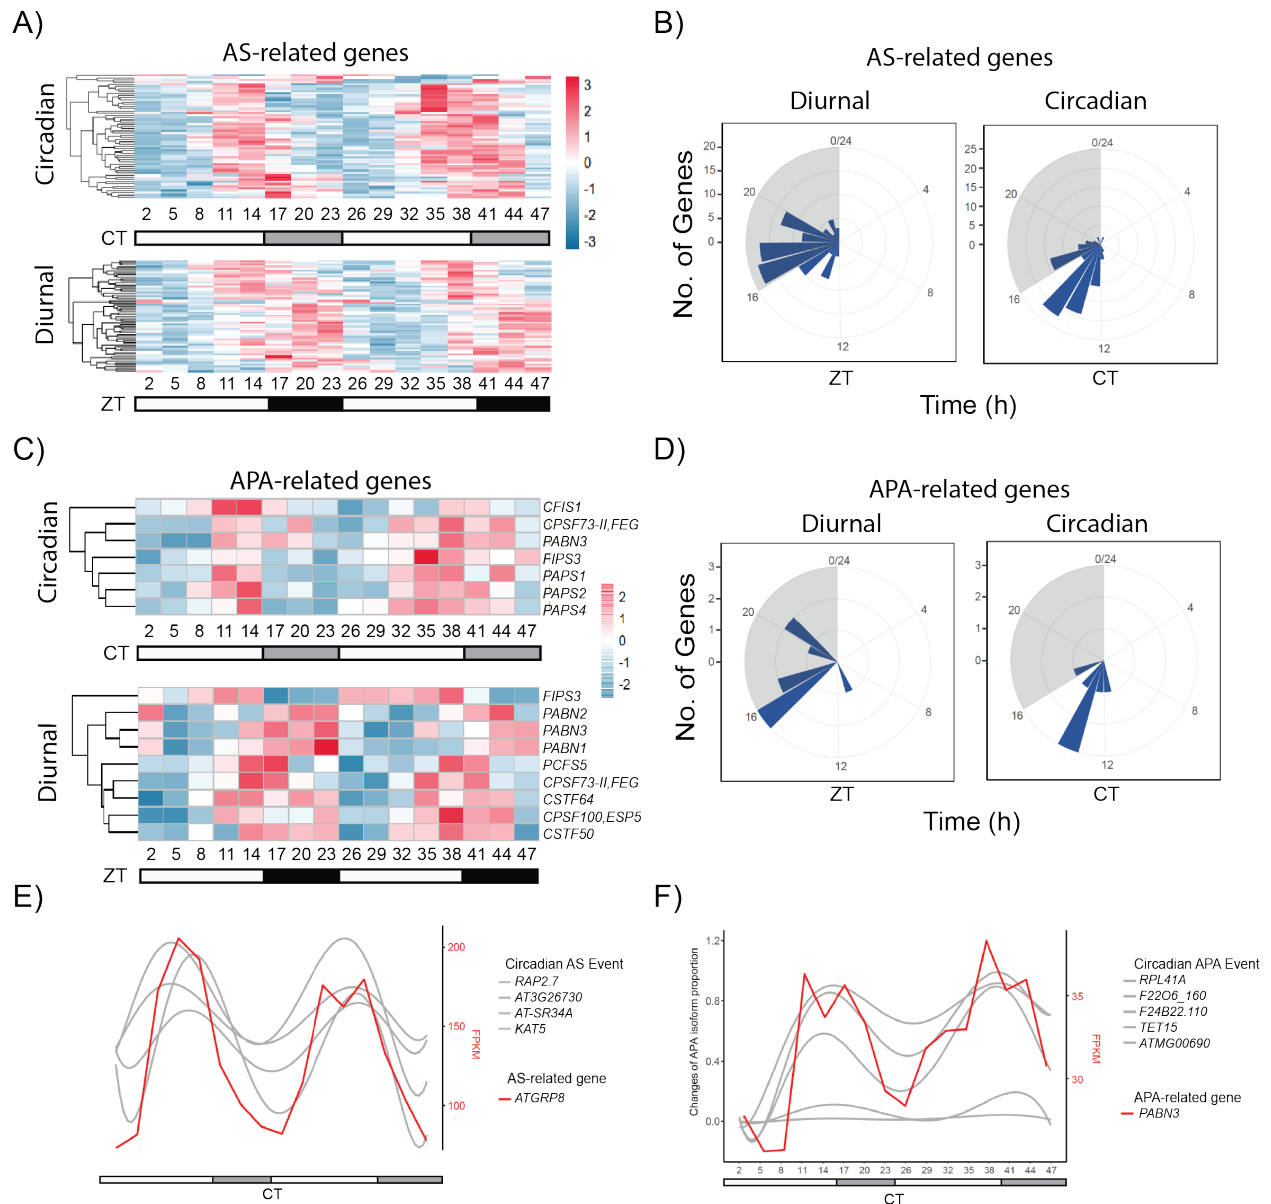 A)
AS-related genes
Circadian
3
2
1
0
-1
-2
-3
2 5 8 11 14 17 20 23 26 29 32 35 38 41 44 47
CT
Diurnal
2 5 8 11 14 17 20 23 26 29 32 35 38 41 44 47
ZT
B)
AS-related genes
Diurnal
Circadian
No. of Genes
20
15
10
5
0
0/24
4
8
12
16
20
ZT
25
20
15
10
5
0
0/24
4
8
12
16
20
CT
Time (h)
C)
APA-related genes
Circadian
CFIS1
CPSF73-II,FEG
PABN3
FIPS3
PAPS1
PAPS2
PAPS4
2 5 8 11 14 17 20 23 26 29 32 35 38 41 44 47
CT
2
1
0
-1
-2
Diurnal
FIPS3
PABN2
PABN3
PABN1
PCFS5
CPSF73-II,FEG
CSTF64
CPSF100,ESP5
CSTF50
2 5 8 11 14 17 20 23 26 29 32 35 38 41 44 47
ZT
D)
APA-related genes
Diurnal
Circadian
No. of Genes
3
2
1
0
0/24
4
8
12
16
20
ZT
3
2
1
0
0/24
4
8
12
16
20
CT
Time (h)
E)
200
150
100
FPKM
CT
Circadian AS Event
RAP2.7
AT3G26730
AT-SR34A
KAT5
AS-related gene
ATGRP8
F)
Changes of APA isoform proportion
1.2
0.8
0.4
0.0
35
30
FPKM
2 5 8 11 14 17 20 23 26 29 32 35 38 41 44 47
CT
Circadian APA Event
RPL41A
F22O6_160
F24B22.110
TET15
ATMG00690
APA-related gene
PABN3